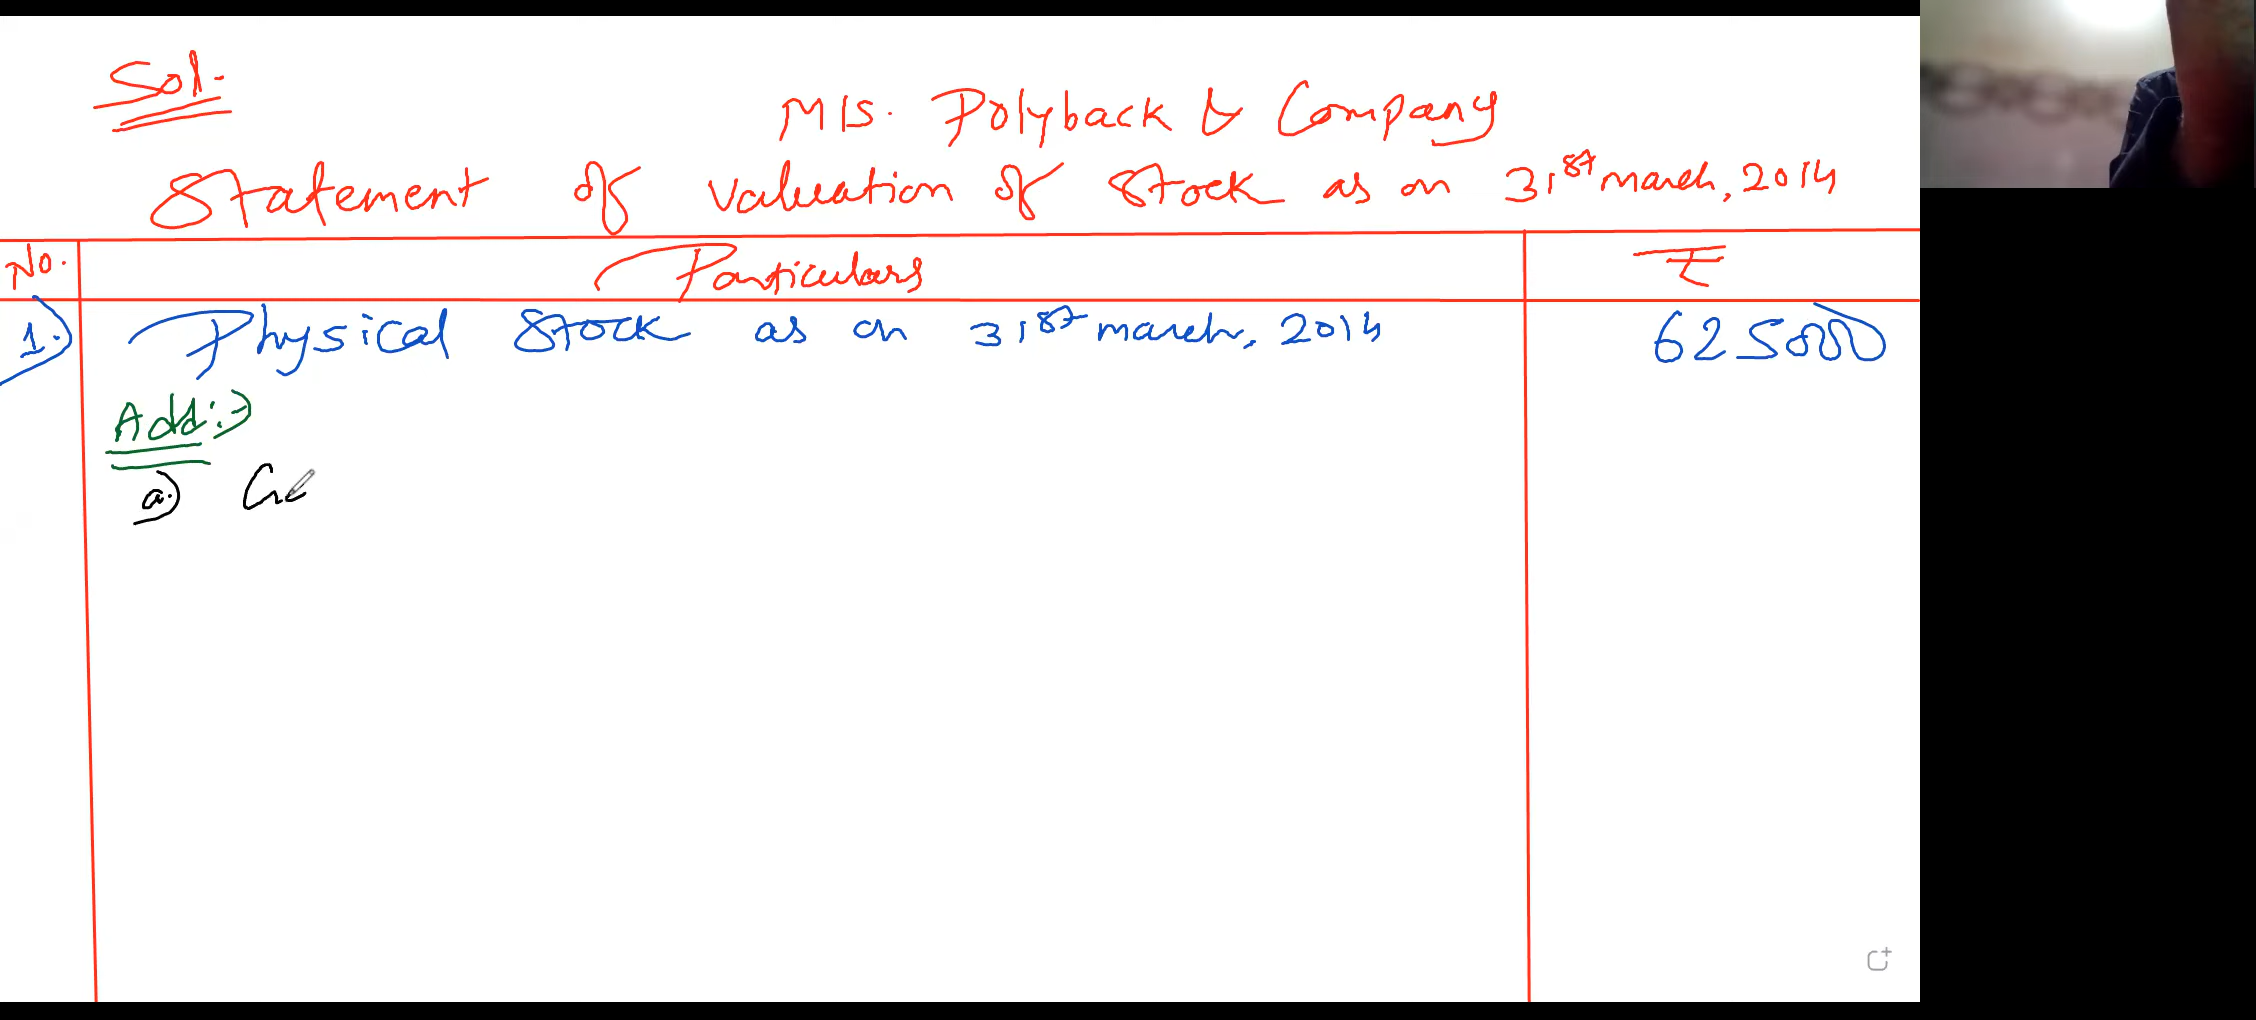 Sol.
M/s. Polyback & Company
Statement of valuation of Stock as on 31st march, 2014
No. Particulars ₹
1.) Physical Stock as on 31st march, 2014 625000
Add:→
a.)